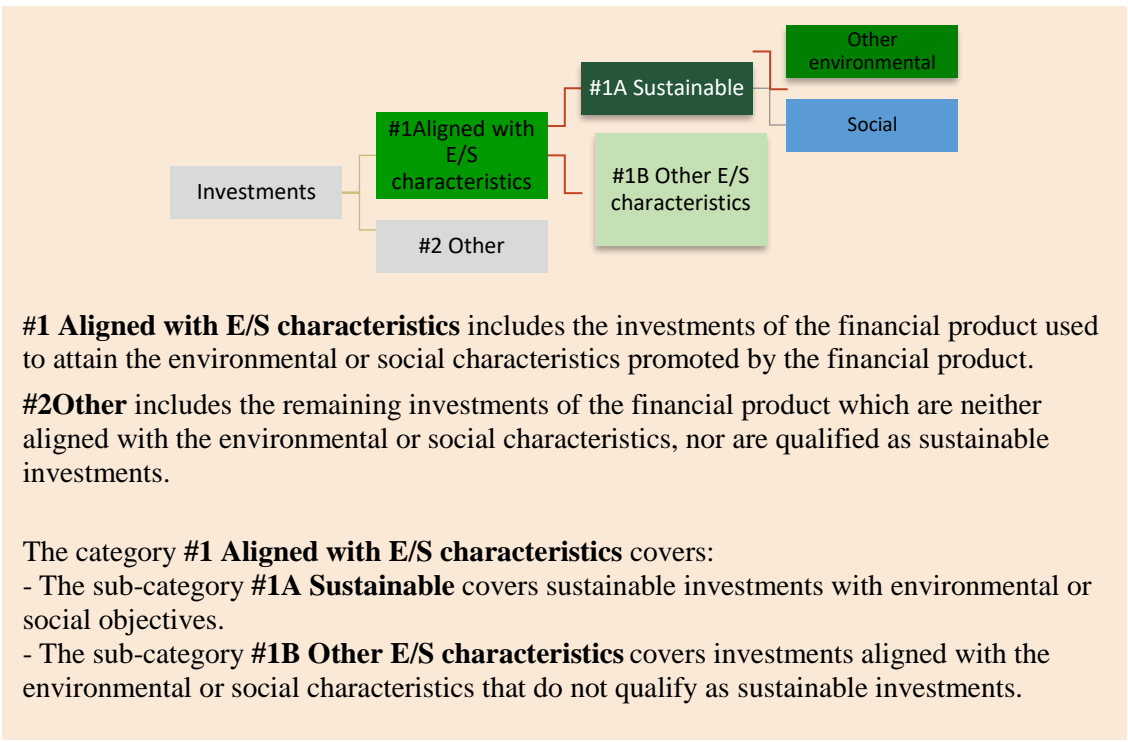 Other
environmental
#1A Sustainable
Social
#1Aligned with
E/S
characteristics
#1B Other E/S
characteristics
Investments
#2 Other
#1 Aligned with E/S characteristics includes the investments of the financial product used
to attain the environmental or social characteristics promoted by the financial product.
#2Other includes the remaining investments of the financial product which are neither
aligned with the environmental or social characteristics, nor are qualified as sustainable
investments.
The category #1 Aligned with E/S characteristics covers:
- The sub-category #1A Sustainable covers sustainable investments with environmental or
social objectives.
- The sub-category #1B Other E/S characteristics covers investments aligned with the
environmental or social characteristics that do not qualify as sustainable investments.